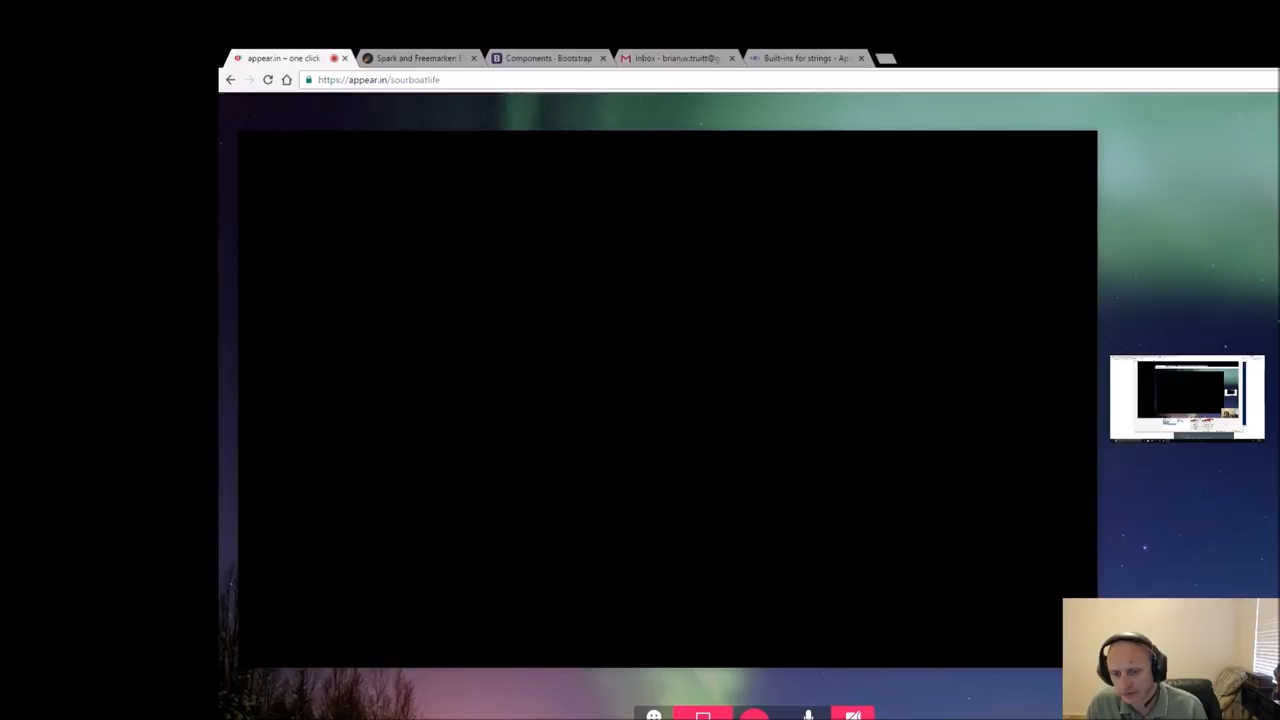 appear.in – one click
Spark and Freemarker: E
Components · Bootstrap
Inbox - brian.w.truitt@g
Built-ins for strings - Ap
https://appear.in/sourboatlife